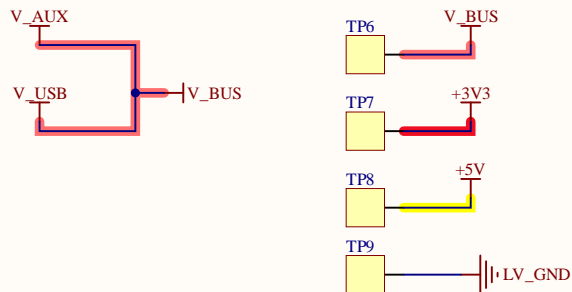 V_AUX
V_USB
V_BUS
TP6
V_BUS
TP7
+3V3
TP8
+5V
TP9
LV_GND